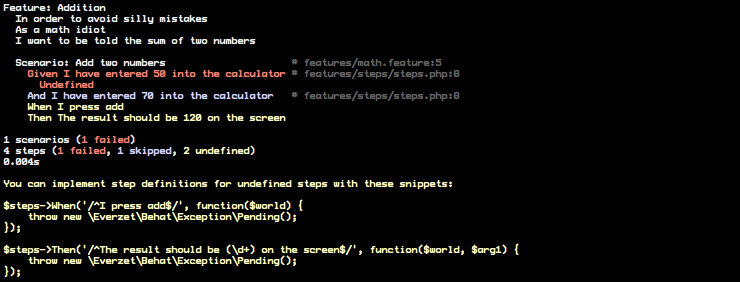 Feature: Addition
In order to avoid silly mistakes
As a math idiot
I want to be told the sum of two numbers
Scenario: Add two numbers # features/math.feature:5
Given I have entered 50 into the calculator # features/steps/steps.php:8
Undefined
And I have entered 70 into the calculator # features/steps/steps.php:8
When I press add
Then The result should be 120 on the screen
1 scenarios (1 failed)
4 steps (1 failed, 1 skipped, 2 undefined)
0.004s
You can implement step definitions for undefined steps with these snippets:
$steps->When('/^I press add$/', function($world) {
throw new \Everzet\Behat\Exception\Pending();
});
$steps->Then('/^The result should be (\d+) on the screen$/', function($world, $arg1) {
throw new \Everzet\Behat\Exception\Pending();
});